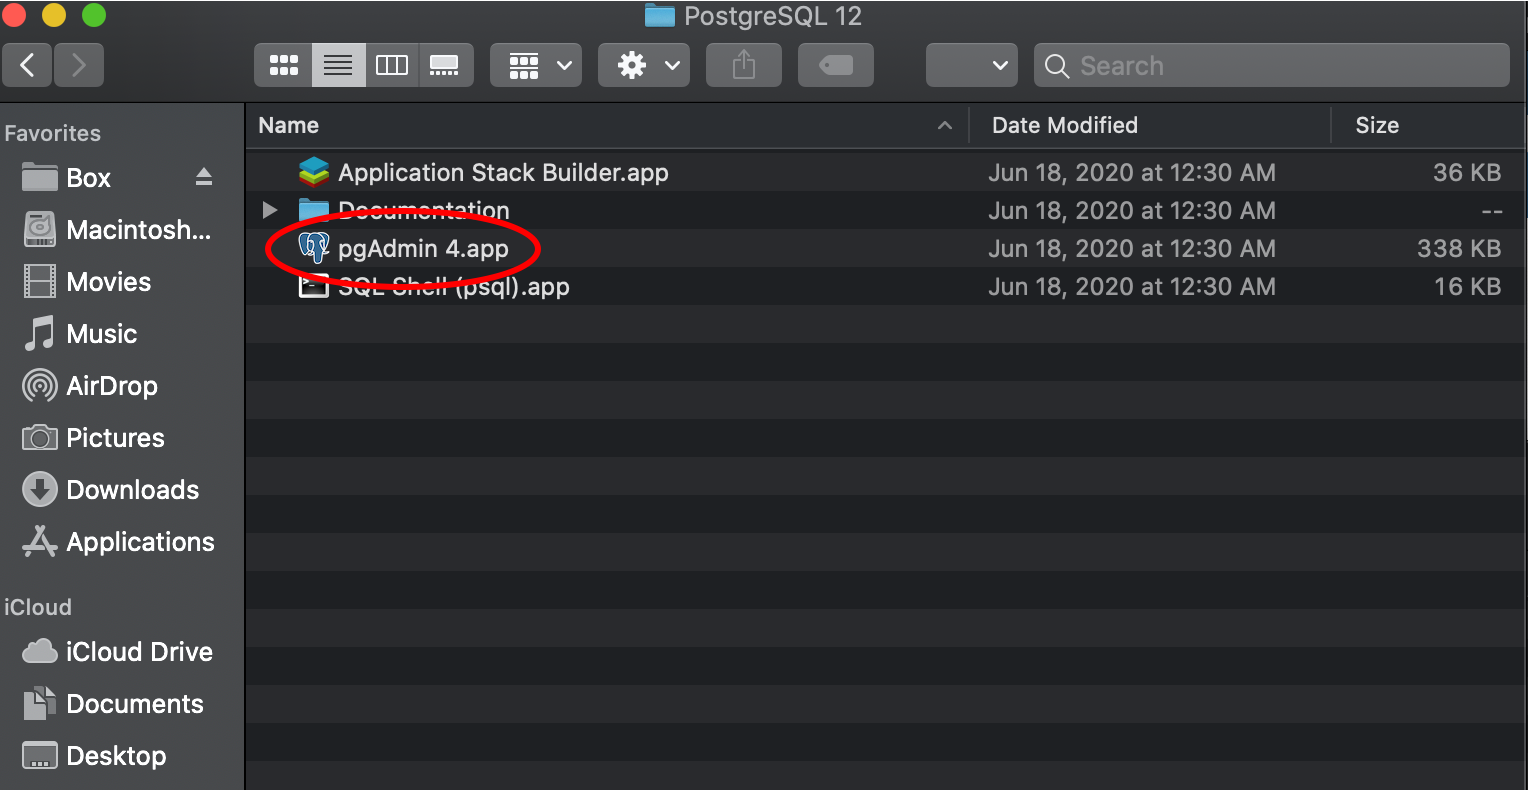 PostgreSQL 12
Search
Favorites
Box
Macintosh...
Movies
Music
AirDrop
Pictures
Downloads
Applications
iCloud
iCloud Drive
Documents
Desktop
Name Date Modified Size
Application Stack Builder.app Jun 18, 2020 at 12:30 AM 36 KB
Documentation Jun 18, 2020 at 12:30 AM --
pgAdmin 4.app Jun 18, 2020 at 12:30 AM 338 KB
SQL Shell (psql).app Jun 18, 2020 at 12:30 AM 16 KB